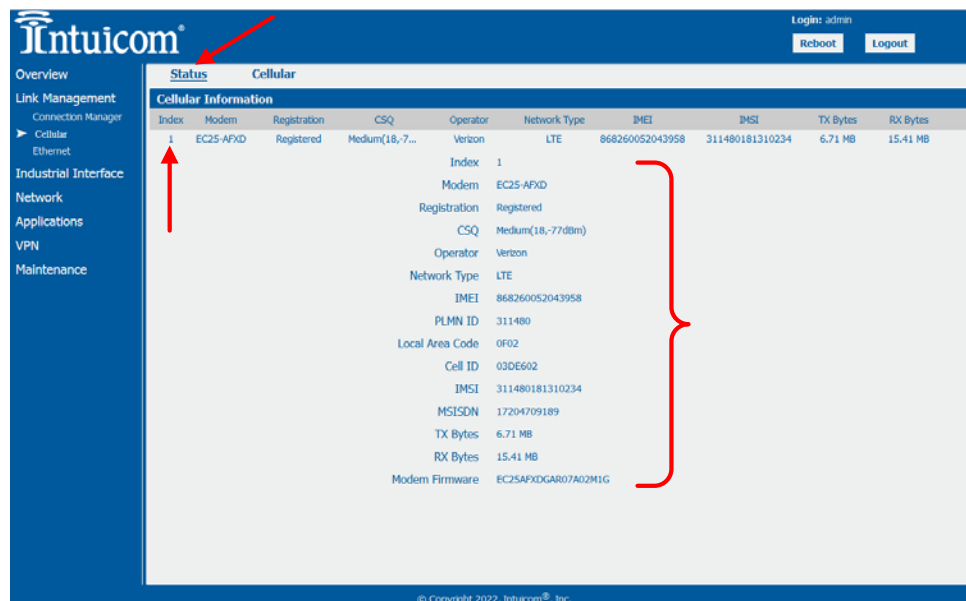 Intuicom®
Login: admin
Reboot Logout
Overview
Link Management
Connection Manager
Cellular
Ethernet
Industrial Interface
Network
Applications
VPN
Maintenance
Status Cellular
Cellular Information
Index Modem Registration CSQ Operator Network Type IMEI IMSI TX Bytes RX Bytes
1 EC25-AFXD Registered Medium(18,-7... Verizon LTE 868260052043958 311480181310234 6.71 MB 15.41 MB
Index 1
Modem EC25-AFXD
Registration Registered
CSQ Medium(18,-77dBm)
Operator Verizon
Network Type LTE
IMEI 868260052043958
PLMN ID 311480
Local Area Code 0F02
Cell ID 03DE602
IMSI 311480181310234
MSISDN 17204709189
TX Bytes 6.71 MB
RX Bytes 15.41 MB
Modem Firmware EC25AFXDGAR07A02M1G
© Copyright 2022, Intuicom®, Inc.